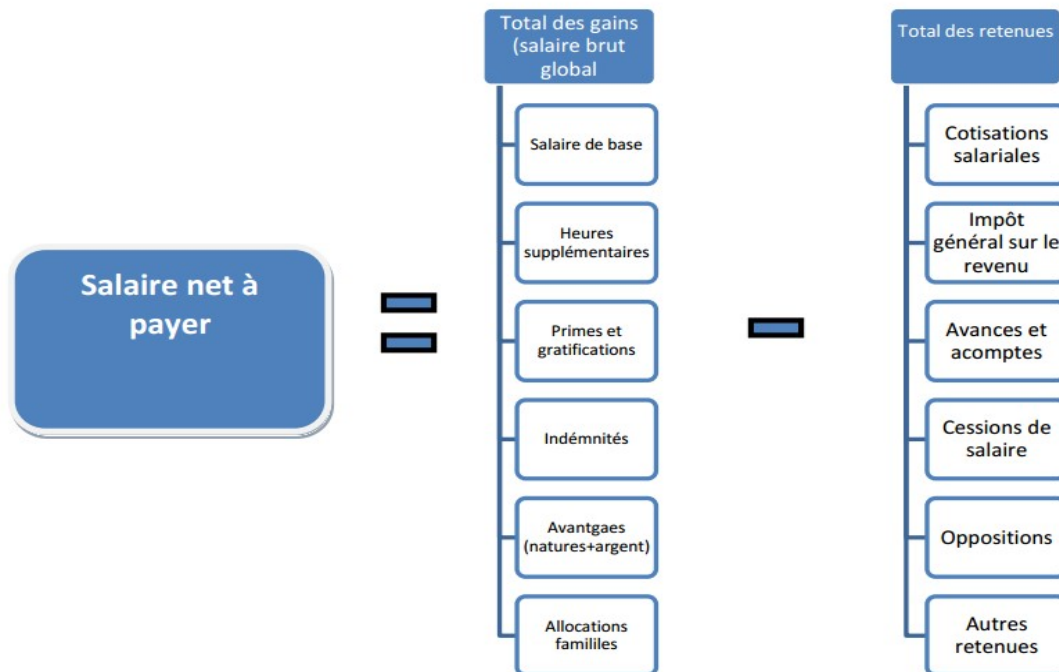 Salaire net à
payer
Total des gains
(salaire brut
global
Salaire de base
Heures
supplémentaires
Primes et
gratifications
Indémnités
Avantgaes
(natures+argent)
Allocations
famililes
Total des retenues
Cotisations
salariales
Impôt
général sur le
revenu
Avances et
acomptes
Cessions de
salaire
Oppositions
Autres
retenues